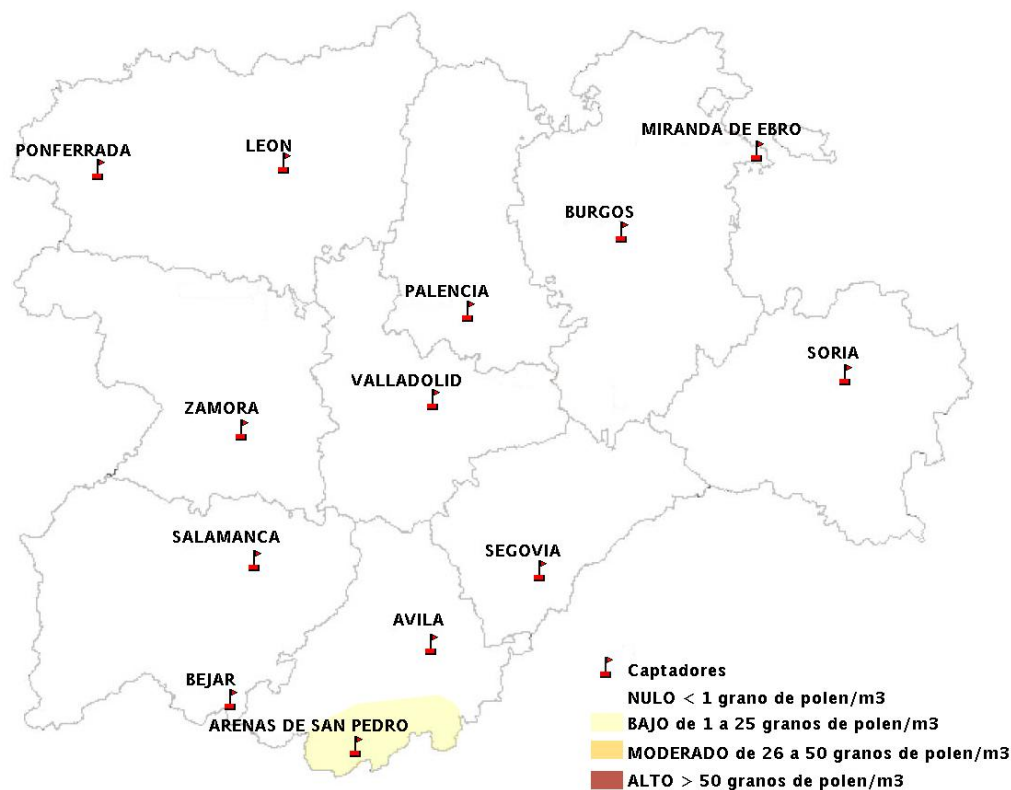 MIRANDA DE EBRO
PONFERRADA
LEON
BURGOS
PALENCIA
SORIA
VALLADOLID
ZAMORA
SALAMANCA
SEGOVIA
AVILA
BEJAR
ARENAS DE SAN PEDRO
Captadores
NULO < 1 grano de polen/m3
BAJO de 1 a 25 granos de polen/m3
MODERADO de 26 a 50 granos de polen/m3
ALTO > 50 granos de polen/m3